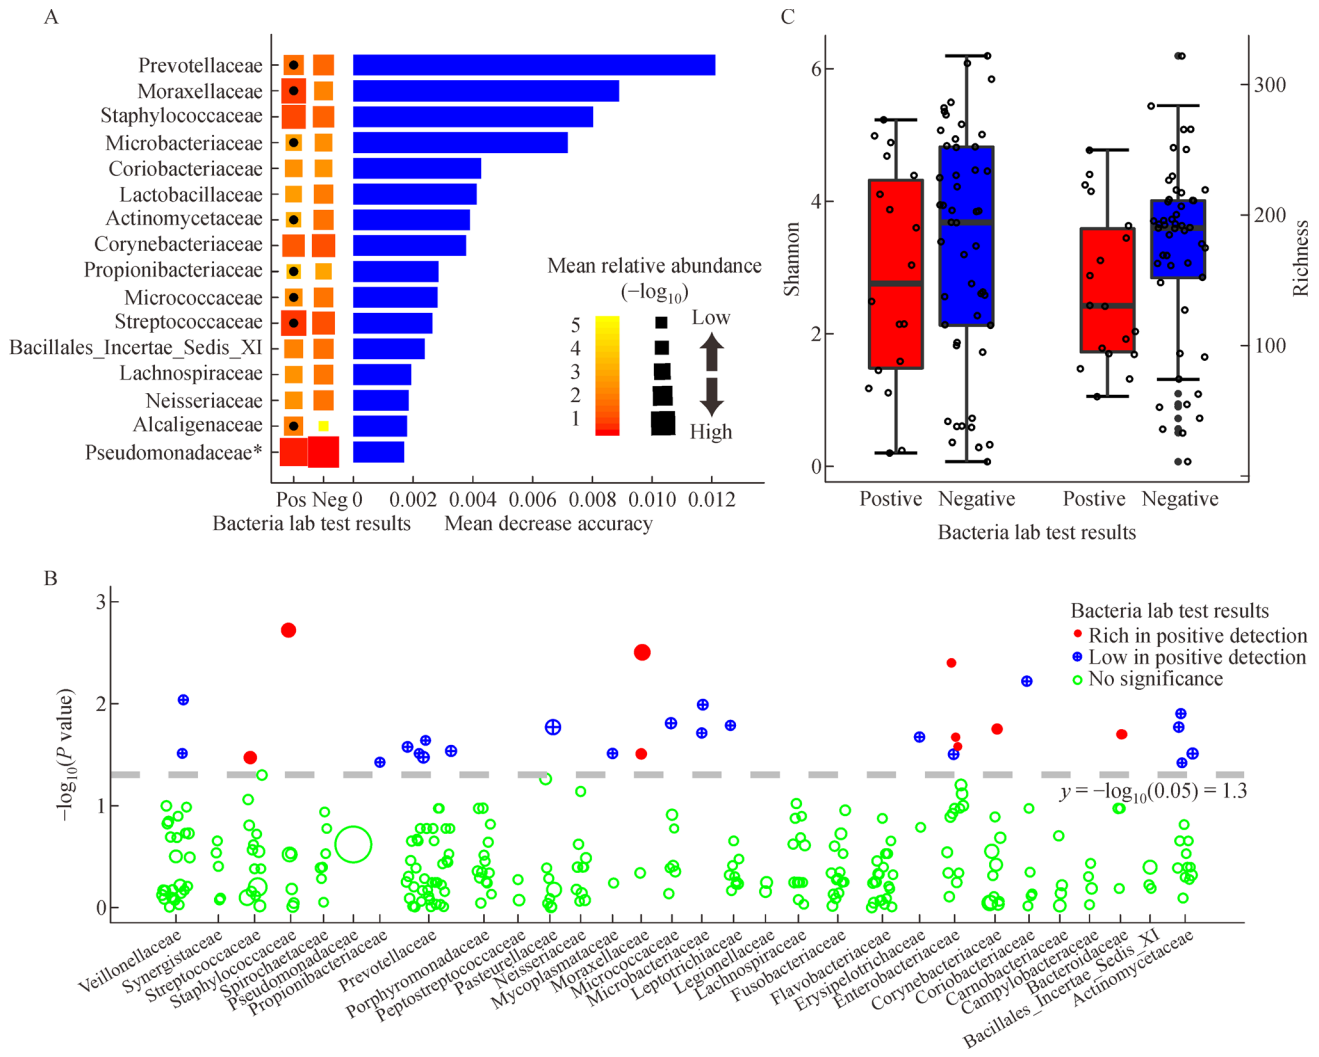 A
Prevotellaceae
Moraxellaceae
Staphylococcaceae
Microbacteriaceae
Coriobacteriaceae
Lactobacillaceae
Actinomycetaceae
Corynebacteriaceae
Propionibacteriaceae
Micrococcaceae
Streptococcaceae
Bacillales_Incertae_Sedis_XI
Lachnospiraceae
Neisseriaceae
Alcaligenaceae
Pseudomonadaceae*
Pos Neg 0 0.002 0.004 0.006 0.008 0.010 0.012
Bacteria lab test results Mean decrease accuracy
Mean relative abundance
(−log10)
5
4
3
2
1
Low
High
C
Shannon
6
4
2
0
Richness
300
200
100
Postive Negative Postive Negative
Bacteria lab test results
B
−log10(P value)
3
2
1
0
Bacteria lab test results
Rich in positive detection
Low in positive detection
No significance
y = −log10(0.05) = 1.3
Veillonellaceae
Synergistaceae
Streptococcaceae
Staphylococcaceae
Spirochaetaceae
Pseudomonadaceae
Propionibacteriaceae
Prevotellaceae
Porphyromonadaceae
Peptostreptococcaceae
Pasteurellaceae
Neisseriaceae
Mycoplasmataceae
Moraxellaceae
Micrococcaceae
Microbacteriaceae
Leptotrichiaceae
Legionellaceae
Lachnospiraceae
Fusobacteriaceae
Flavobacteriaceae
Erysipelotrichaceae
Enterobacteriaceae
Corynebacteriaceae
Coriobacteriaceae
Carnobacteriaceae
Campylobacteraceae
Bacteroidaceae
Bacillales_Incertae_Sedis_XI
Actinomycetaceae